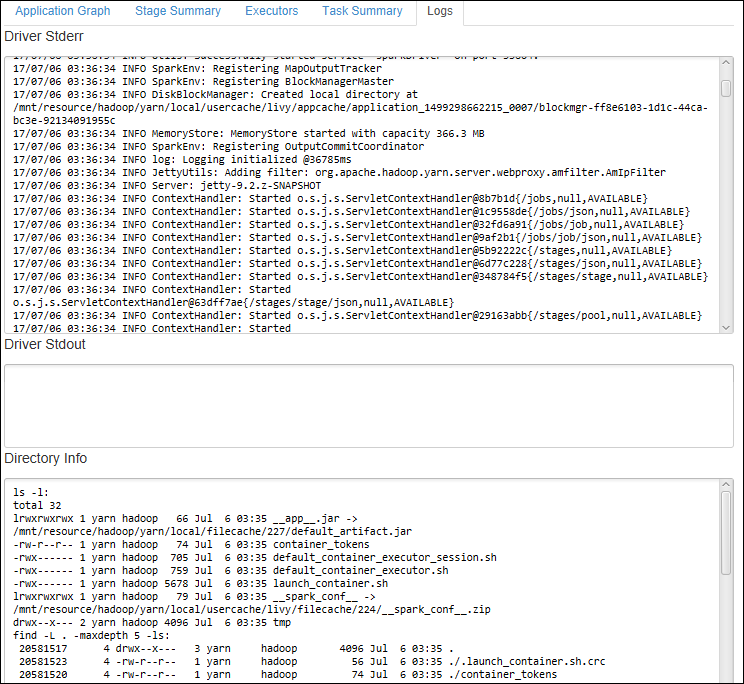 Application Graph Stage Summary Executors Task Summary Logs
Driver Stderr
17/07/06 03:36:34 INFO Utils: Successfully started service 'sparkDriver' on port
17/07/06 03:36:34 INFO SparkEnv: Registering MapOutputTracker
17/07/06 03:36:34 INFO SparkEnv: Registering BlockManagerMaster
17/07/06 03:36:34 INFO DiskBlockManager: Created local directory at
/mnt/resource/hadoop/yarn/local/usercache/livy/appcache/application_1499298662215_0007/blockmgr-ff8e6103-1d1c-44ca-
bc3e-92134091955c
17/07/06 03:36:34 INFO MemoryStore: MemoryStore started with capacity 366.3 MB
17/07/06 03:36:34 INFO SparkEnv: Registering OutputCommitCoordinator
17/07/06 03:36:34 INFO log: Logging initialized @36785ms
17/07/06 03:36:34 INFO JettyUtils: Adding filter: org.apache.hadoop.yarn.server.webproxy.amfilter.AmIpFilter
17/07/06 03:36:34 INFO Server: jetty-9.2.z-SNAPSHOT
17/07/06 03:36:34 INFO ContextHandler: Started o.s.j.s.ServletContextHandler@8b7b1d{/jobs,null,AVAILABLE}
17/07/06 03:36:34 INFO ContextHandler: Started o.s.j.s.ServletContextHandler@1c9558de{/jobs/json,null,AVAILABLE}
17/07/06 03:36:34 INFO ContextHandler: Started o.s.j.s.ServletContextHandler@32fd6a91{/jobs/job,null,AVAILABLE}
17/07/06 03:36:34 INFO ContextHandler: Started o.s.j.s.ServletContextHandler@9af2b1{/jobs/job/json,null,AVAILABLE}
17/07/06 03:36:34 INFO ContextHandler: Started o.s.j.s.ServletContextHandler@5b92222c{/stages,null,AVAILABLE}
17/07/06 03:36:34 INFO ContextHandler: Started o.s.j.s.ServletContextHandler@6d77c228{/stages/json,null,AVAILABLE}
17/07/06 03:36:34 INFO ContextHandler: Started o.s.j.s.ServletContextHandler@348784f5{/stages/stage,null,AVAILABLE}
17/07/06 03:36:34 INFO ContextHandler: Started
o.s.j.s.ServletContextHandler@63dff7ae{/stages/stage/json,null,AVAILABLE}
17/07/06 03:36:34 INFO ContextHandler: Started o.s.j.s.ServletContextHandler@29163abb{/stages/pool,null,AVAILABLE}
17/07/06 03:36:34 INFO ContextHandler: Started
Driver Stdout
Directory Info
ls -l:
total 32
lrwxrwxrwx 1 yarn hadoop   66 Jul  6 03:35 __app__.jar ->
/mnt/resource/hadoop/yarn/local/filecache/227/default_artifact.jar
-rw-r--r-- 1 yarn hadoop   74 Jul  6 03:35 container_tokens
-rwx------ 1 yarn hadoop  705 Jul  6 03:35 default_container_executor_session.sh
-rwx------ 1 yarn hadoop  759 Jul  6 03:35 default_container_executor.sh
-rwx------ 1 yarn hadoop 5678 Jul  6 03:35 launch_container.sh
lrwxrwxrwx 1 yarn hadoop   79 Jul  6 03:35 __spark_conf__ ->
/mnt/resource/hadoop/yarn/local/usercache/livy/filecache/224/__spark_conf__.zip
drwx--x--- 2 yarn hadoop 4096 Jul  6 03:35 tmp
find -L . -maxdepth 5 -ls:
20581517 4 drwx--x--- 3 yarn hadoop 4096 Jul 6 03:35 .
20581523 4 -rw-r--r-- 1 yarn hadoop 56 Jul 6 03:35 ./.launch_container.sh.crc
20581520 4 -rw-r--r-- 1 yarn hadoop 74 Jul 6 03:35 ./container_tokens